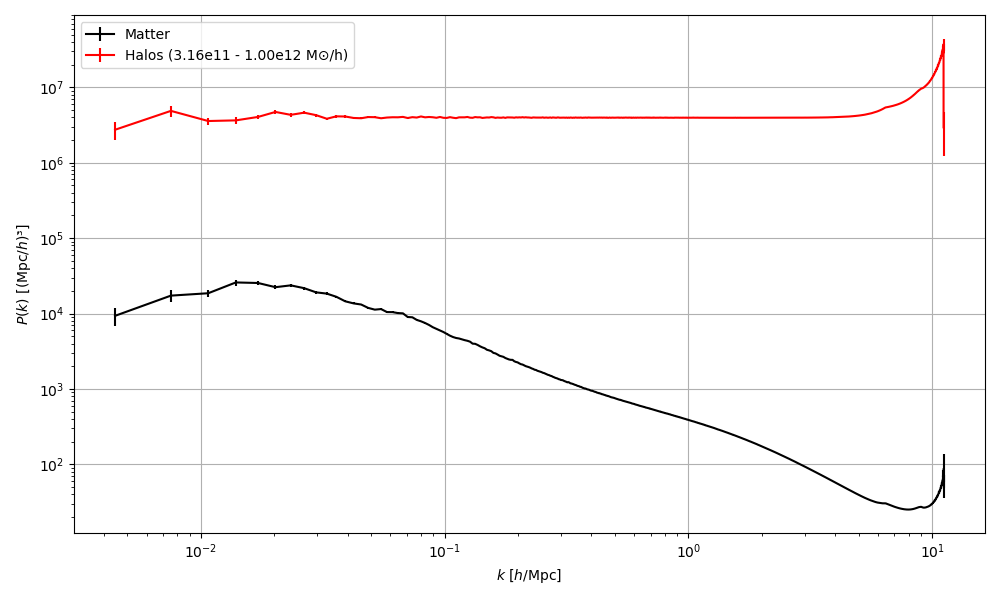 Matter
Halos (3.16e11 - 1.00e12 M⊙/h)
P(k) [(Mpc/h)³]
10⁷
10⁶
10⁵
10⁴
10³
10²
10⁻²
10⁻¹
10⁰
10¹
k [h/Mpc]